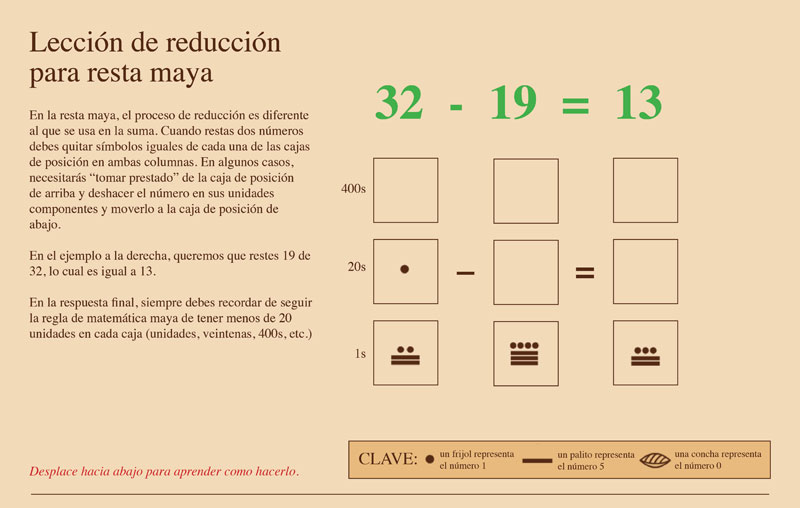 Lección de reducción
para resta maya
En la resta maya, el proceso de reducción es diferente
al que se usa en la suma. Cuando restas dos números
debes quitar símbolos iguales de cada una de las cajas
de posición en ambas columnas. En algunos casos,
necesitarás “tomar prestado” de la caja de posición
de arriba y deshacer el número en sus unidades
componentes y moverlo a la caja de posición de
abajo.
En el ejemplo a la derecha, queremos que restes 19 de
32, lo cual es igual a 13.
En la respuesta final, siempre debes recordar de seguir
la regla de matemática maya de tener menos de 20
unidades en cada caja (unidades, veintenas, 400s, etc.)
Desplace hacia abajo para aprender como hacerlo.
32 - 19 = 13
400s
20s
− =
1s
CLAVE:
un frijol representa
el número 1
un palito representa
el número 5
una concha representa
el número 0